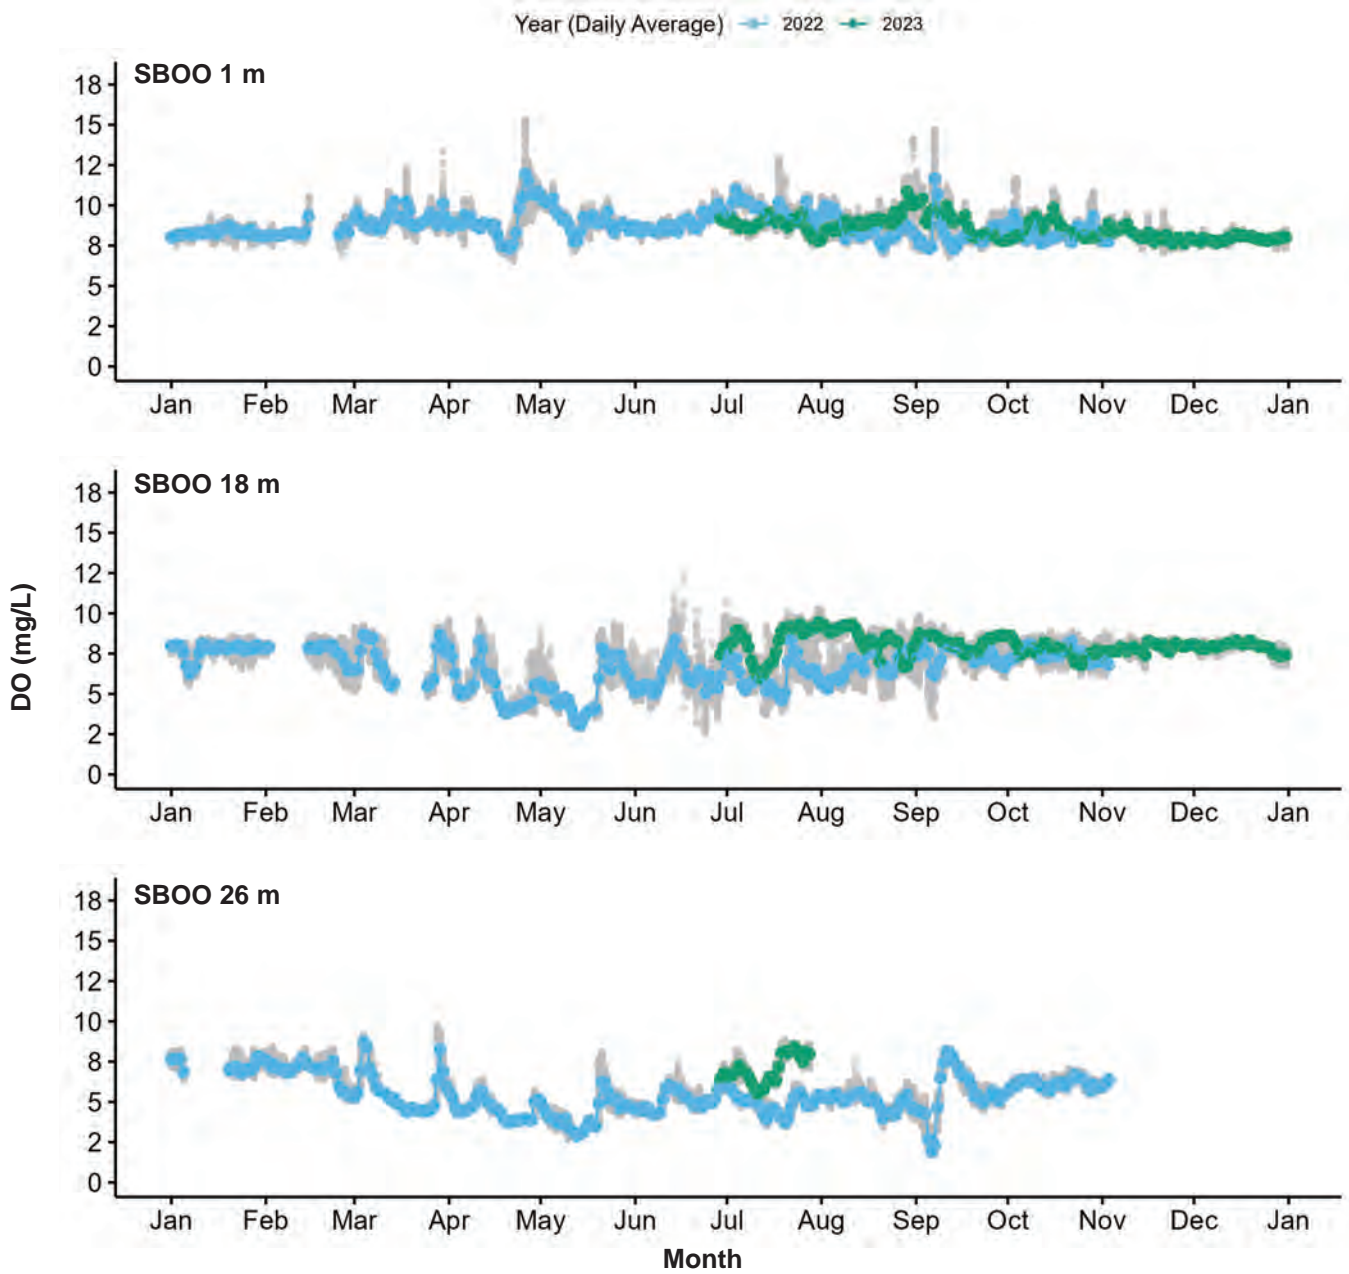 Year (Daily Average) 2022 2023
SBOO 1 m
18
15
12
10
8
5
2
0
Jan Feb Mar Apr May Jun Jul Aug Sep Oct Nov Dec Jan
SBOO 18 m
18
15
12
10
8
5
2
0
Jan Feb Mar Apr May Jun Jul Aug Sep Oct Nov Dec Jan
DO (mg/L)
SBOO 26 m
18
15
12
10
8
5
2
0
Jan Feb Mar Apr May Jun Jul Aug Sep Oct Nov Dec Jan
Month